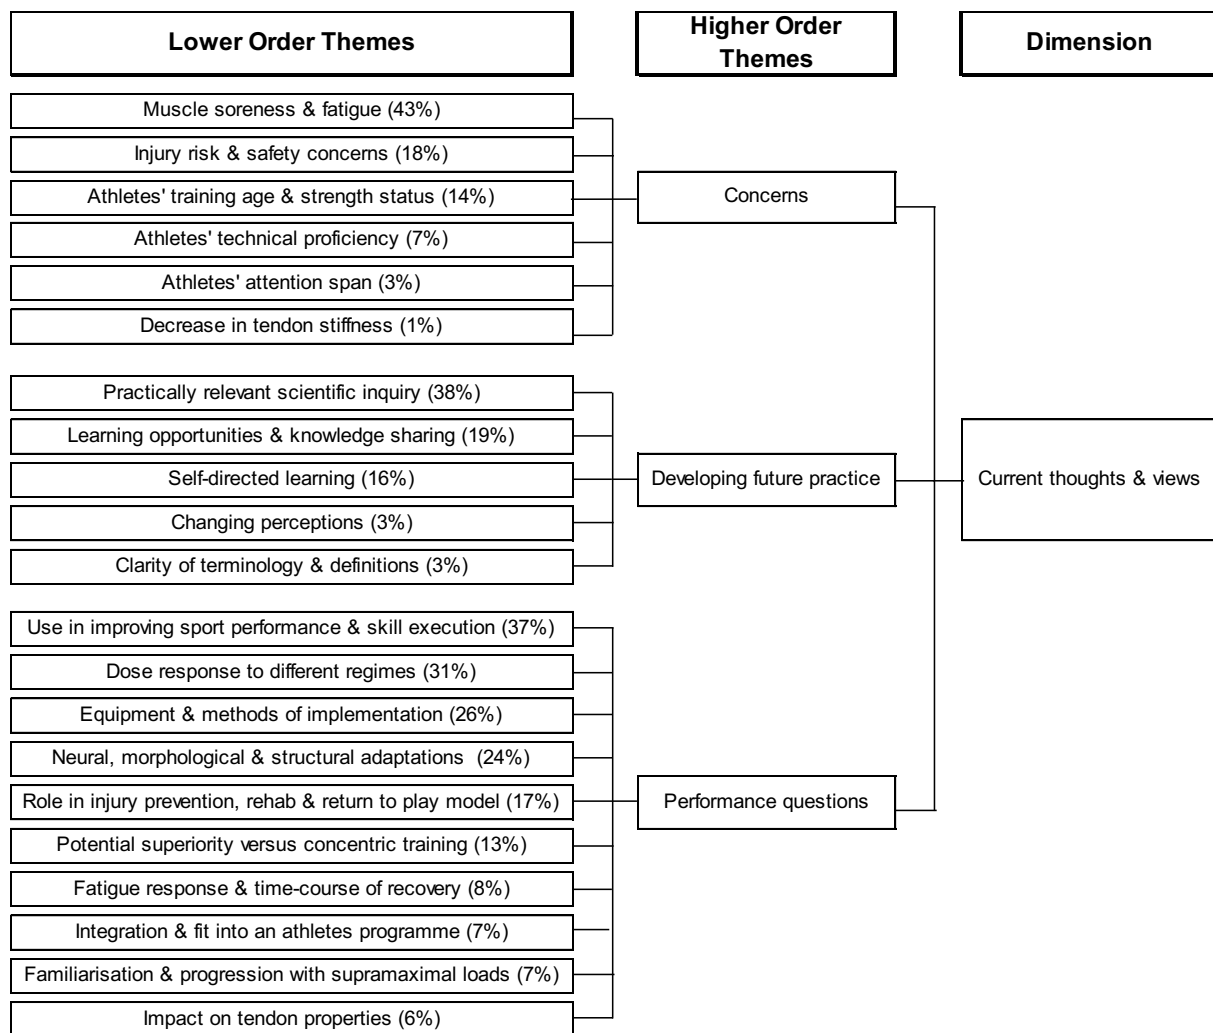 Lower Order Themes
Higher Order
Themes
Dimension
Muscle soreness & fatigue (43%)
Injury risk & safety concerns (18%)
Athletes' training age & strength status (14%)
Athletes' technical proficiency (7%)
Athletes' attention span (3%)
Decrease in tendon stiffness (1%)
Concerns
Practically relevant scientific inquiry (38%)
Learning opportunities & knowledge sharing (19%)
Self-directed learning (16%)
Changing perceptions (3%)
Clarity of terminology & definitions (3%)
Developing future practice
Current thoughts & views
Use in improving sport performance & skill execution (37%)
Dose response to different regimes (31%)
Equipment & methods of implementation (26%)
Neural, morphological & structural adaptations (24%)
Role in injury prevention, rehab & return to play model (17%)
Potential superiority versus concentric training (13%)
Fatigue response & time-course of recovery (8%)
Integration & fit into an athletes programme (7%)
Familiarisation & progression with supramaximal loads (7%)
Impact on tendon properties (6%)
Performance questions